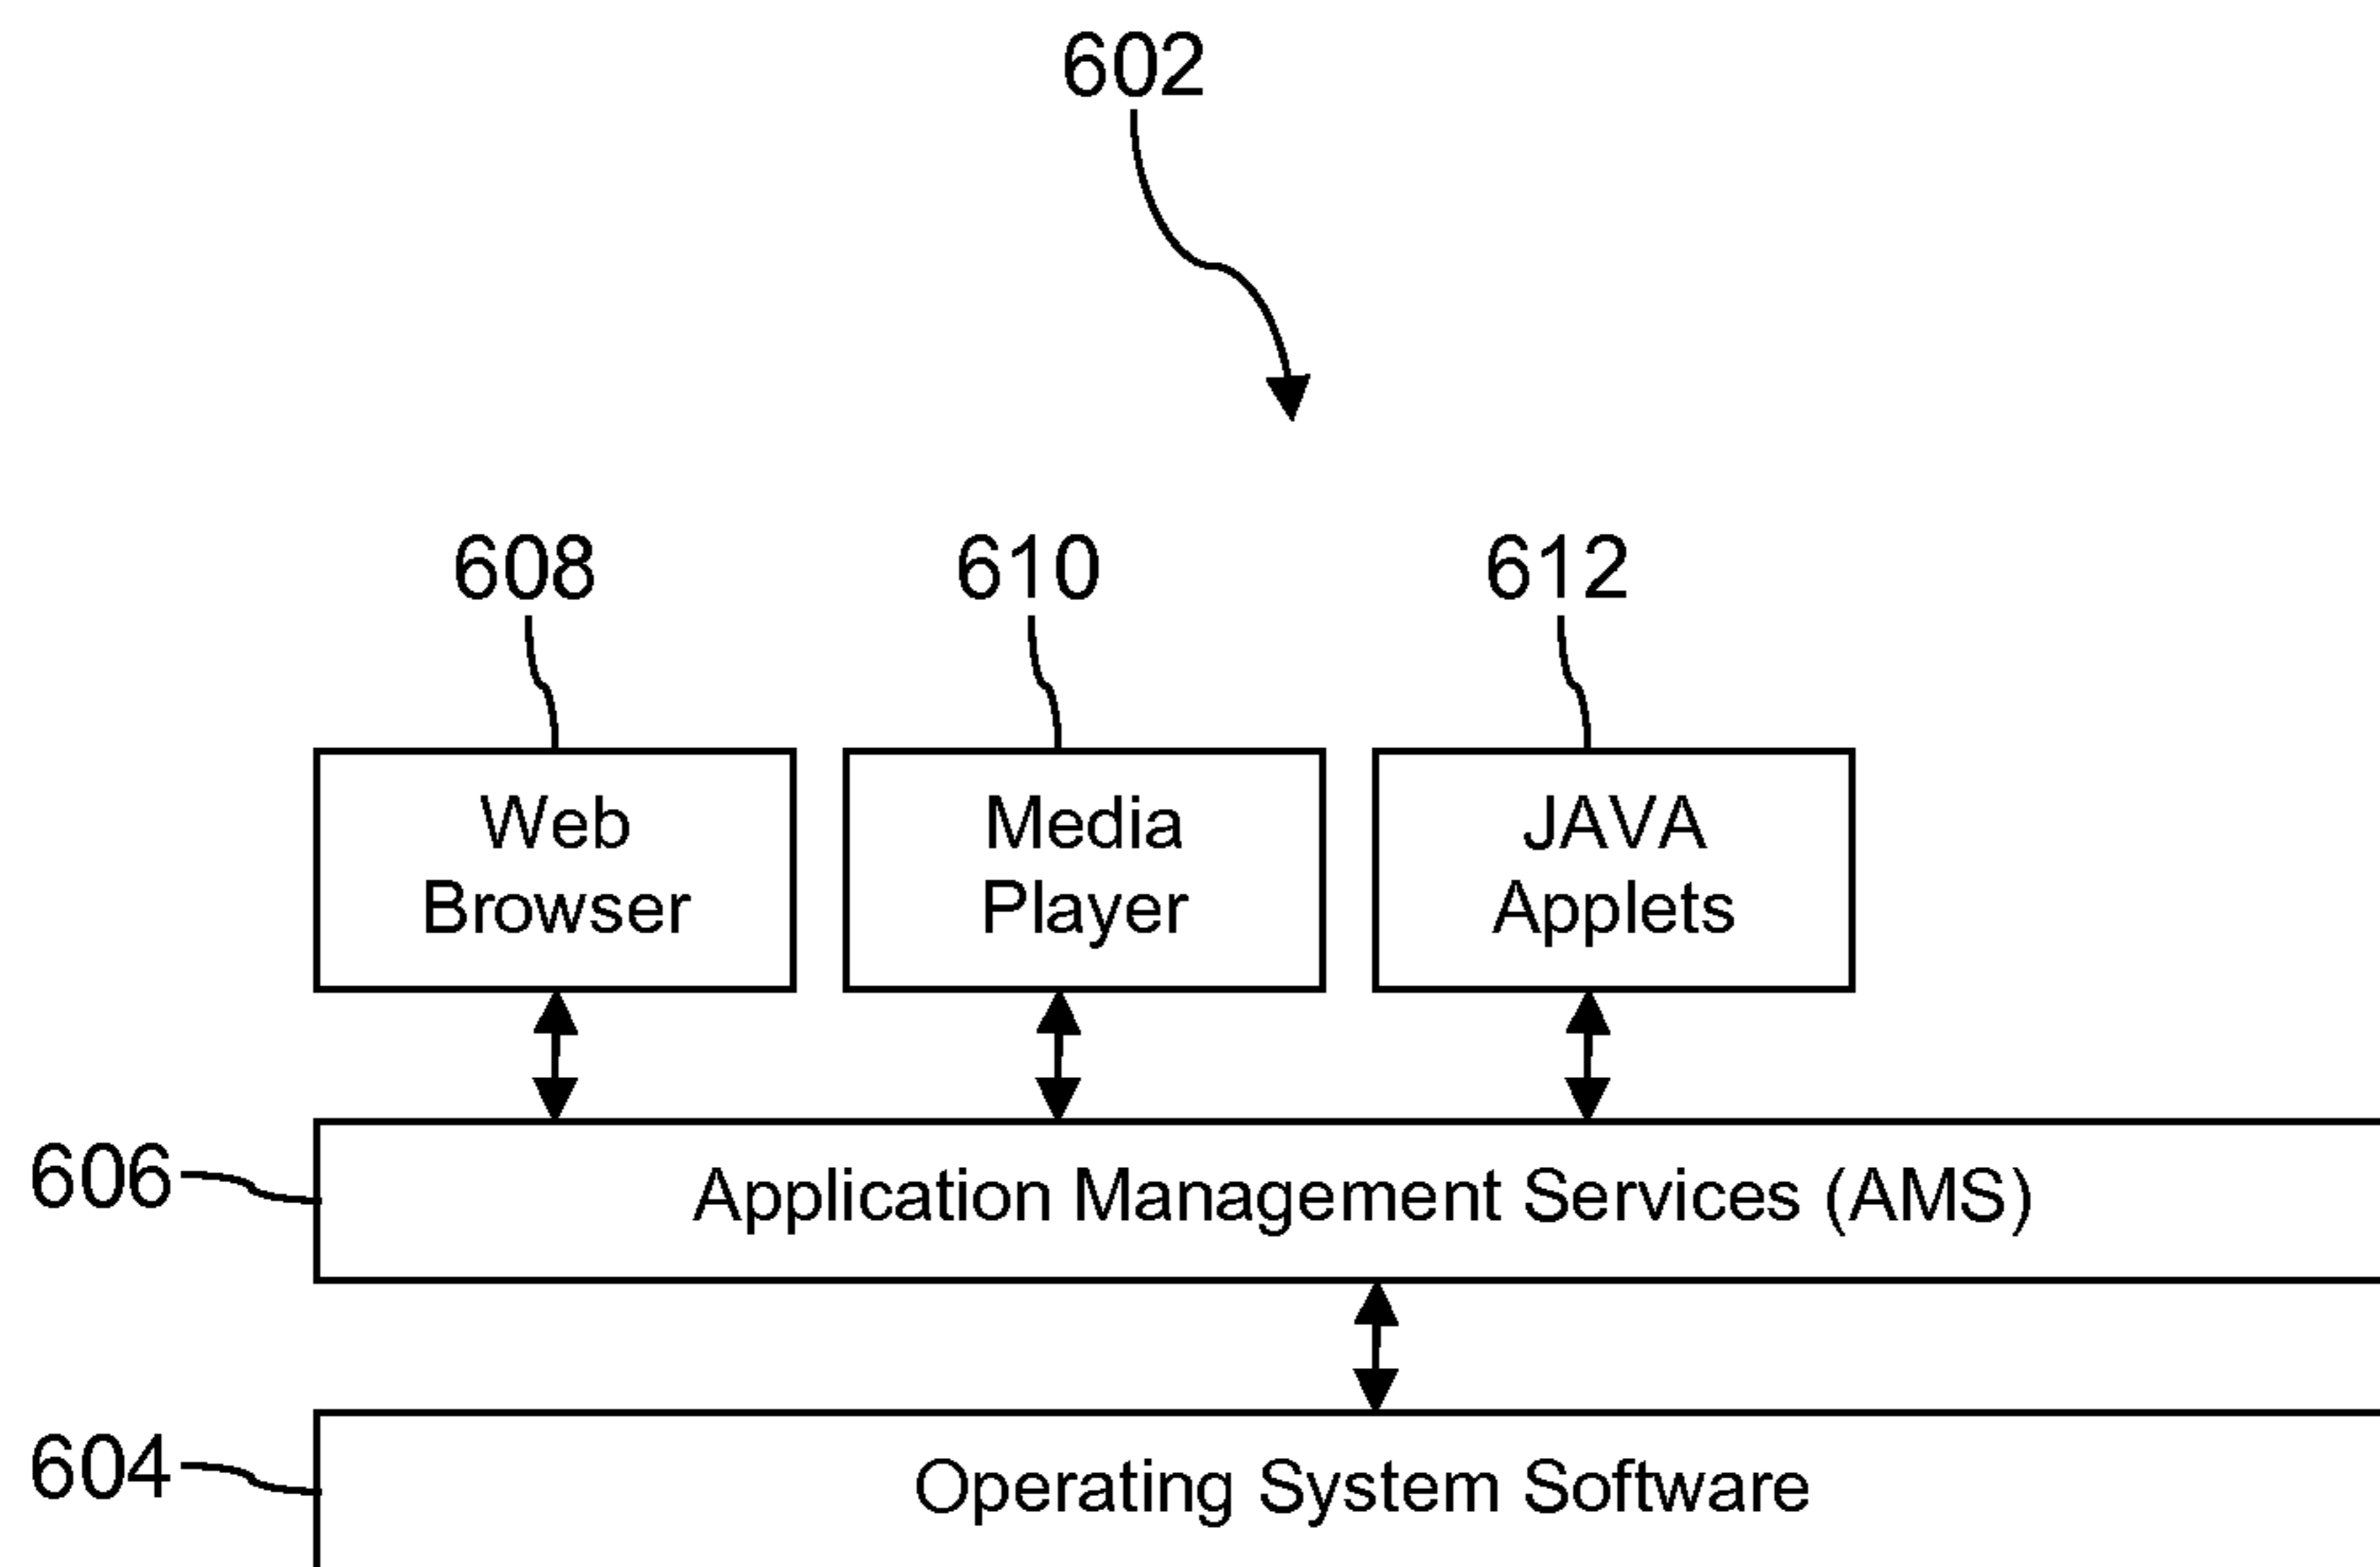 602
608
610
612
Web
Browser
Media
Player
JAVA
Applets
606
Application Management Services (AMS)
604
Operating System Software